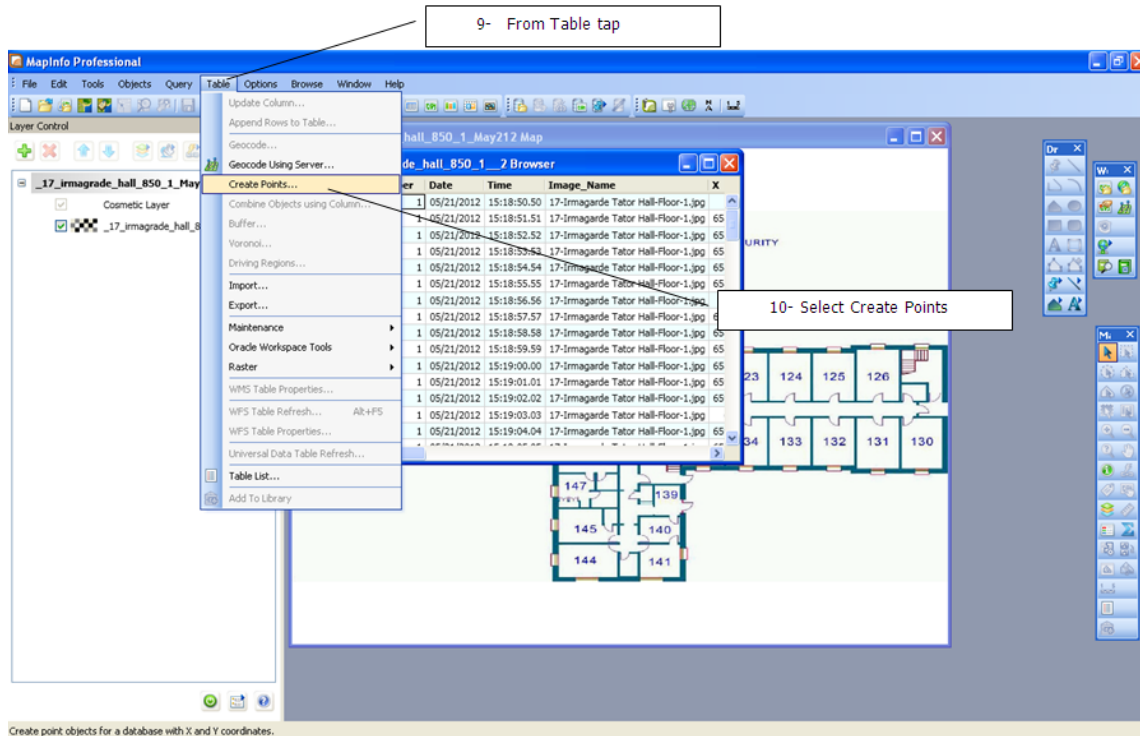 9- From Table tap
MapInfo Professional
File Edit Tools Objects Query Table Options Browse Window Help
Layer Control
_17_irmagrade_hall_850_1_May
Cosmetic Layer
_17_irmagrade_hall_8
Update Column...
Append Rows to Table...
Geocode...
Geocode Using Server...
Create Points...
Combine Objects using Column...
Buffer...
Voronoi...
Driving Regions...
Import...
Export...
Maintenance
Oracle Workspace Tools
Raster
WMS Table Properties...
WFS Table Refresh... Alt+F5
WFS Table Properties...
Universal Data Table Refresh...
Table List...
Add To Library
hall_850_1_May212 Map
de_hall_850_1__2 Browser
er Date Time Image_Name X
1 05/21/2012 15:18:50.50 17-Irmagarde Tator Hall-Floor-1.jpg
1 05/21/2012 15:18:51.51 17-Irmagarde Tator Hall-Floor-1.jpg 65
1 05/21/2012 15:18:52.52 17-Irmagarde Tator Hall-Floor-1.jpg 65
1 05/21/2012 15:18:53.53 17-Irmagarde Tator Hall-Floor-1.jpg 65
1 05/21/2012 15:18:54.54 17-Irmagarde Tator Hall-Floor-1.jpg 65
1 05/21/2012 15:18:55.55 17-Irmagarde Tator Hall-Floor-1.jpg 65
1 05/21/2012 15:18:56.56 17-Irmagarde Tator Hall-Floor-1.jpg
1 05/21/2012 15:18:57.57 17-Irmagarde Tator Hall-Floor-1.jpg
1 05/21/2012 15:18:58.58 17-Irmagarde Tator Hall-Floor-1.jpg 65
1 05/21/2012 15:18:59.59 17-Irmagarde Tator Hall-Floor-1.jpg 65
1 05/21/2012 15:19:00.00 17-Irmagarde Tator Hall-Floor-1.jpg 65
1 05/21/2012 15:19:01.01 17-Irmagarde Tator Hall-Floor-1.jpg 65
1 05/21/2012 15:19:02.02 17-Irmagarde Tator Hall-Floor-1.jpg 65
1 05/21/2012 15:19:03.03 17-Irmagarde Tator Hall-Floor-1.jpg
1 05/21/2012 15:19:04.04 17-Irmagarde Tator Hall-Floor-1.jpg 65
URITY
10- Select Create Points
23 124 125 126
34 133 132 131 130
147 139
145 140
144 141
Dr
Create point objects for a database with X and Y coordinates.